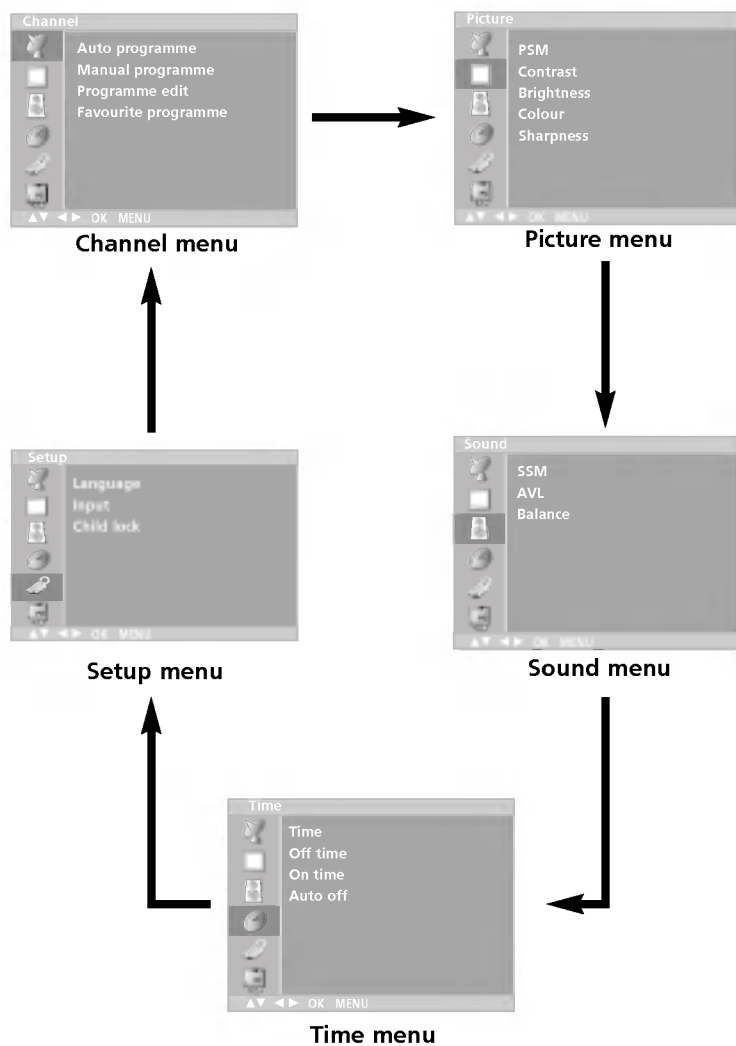 Channel
Auto programme
Manual programme
Programme edit
Favourite programme
▲▼ ◀ ▶ OK MENU
Channel menu
Picture
PSM
Contrast
Brightness
Colour
Sharpness
▲▼ ◀ ▶ OK MENU
Picture menu
Setup
Language
Input
Child lock
▲▼ ◀ ▶ OK MENU
Setup menu
Sound
SSM
AVL
Balance
▲▼ ◀ ▶ OK MENU
Sound menu
Time
Time
Off time
On time
Auto off
▲▼ ◀ ▶ OK MENU
Time menu